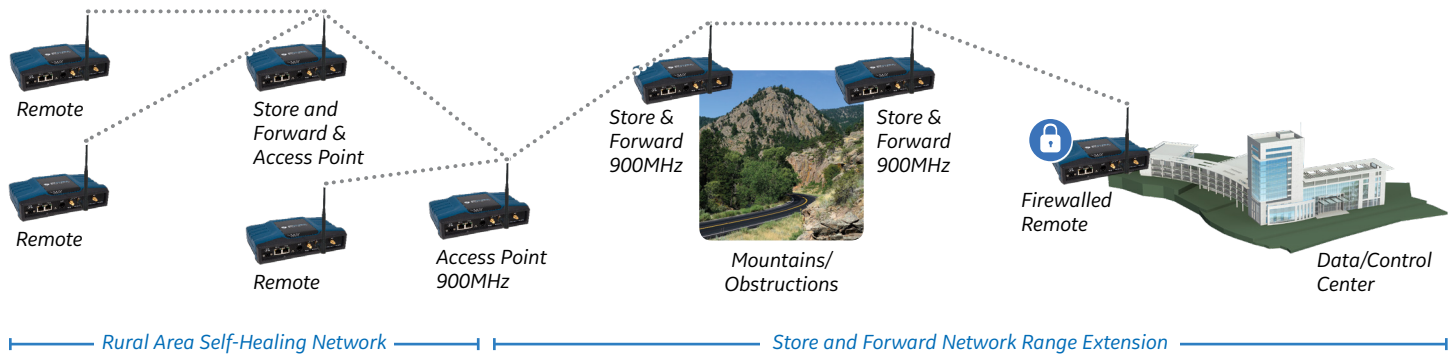 Remote
Store and
Forward &
Access Point
Remote
Remote
Access Point
900MHz
Store &
Forward
900MHz
Mountains/
Obstructions
Store &
Forward
900MHz
Firewalled
Remote
Data/Control
Center
Rural Area Self-Healing Network
Store and Forward Network Range Extension